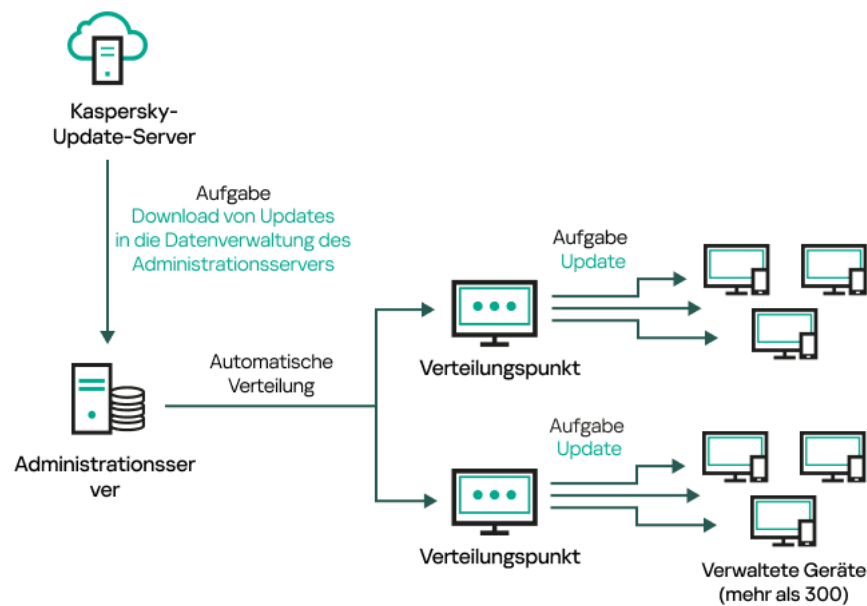 Kaspersky-
Update-Server
Aufgabe
Download von Updates
in die Datenverwaltung des
Administrationsservers
Automatische
Verteilung
Administrationsser
ver
Verteilungspunkt
Aufgabe
Update
Verteilungspunkt
Aufgabe
Update
Verwaltete Geräte
(mehr als 300)